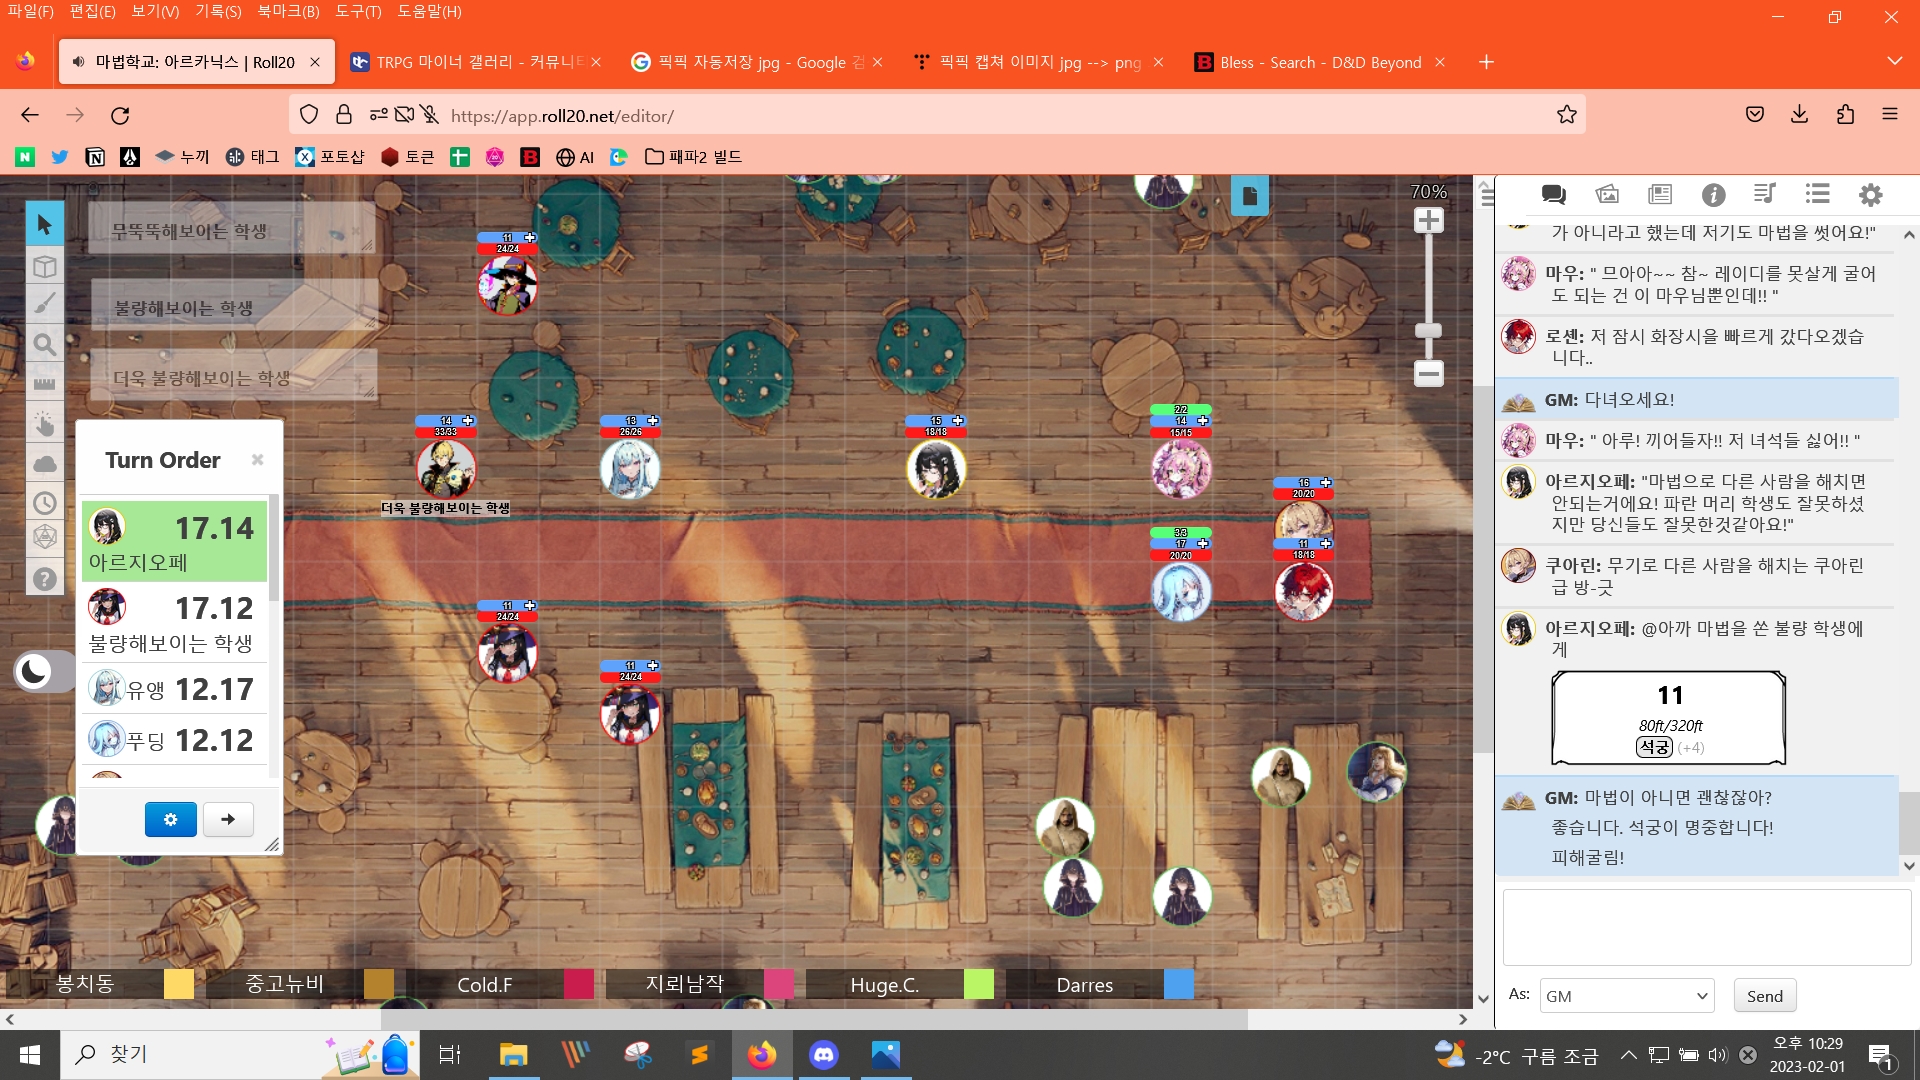 파일(F) 편집(E) 보기(V) 기록(S) 북마크(B) 도구(T) 도움말(H)
마법학교: 아르카닉스 | Roll20
TRPG 마이너 갤러리 - 커뮤니티
픽픽 자동저장 jpg - Google 검
픽픽 캡쳐 이미지 jpg --> png
Bless - Search - D&D Beyond
https://app.roll20.net/editor/
누끼 태그 포토샵 토큰 AI 패파2 빌드
70%
무뚝뚝해보이는 학생
불량해보이는 학생
더욱 불량해보이는 학생
11
24/24
14
33/33
13
26/26
15
18/18
2/2
14
15/15
16
20/20
더욱 불량해보이는 학생
3/3
17
20/20
11
18/18
11
24/24
11
24/24
Turn Order
17.14
아르지오페
17.12
불량해보이는 학생
유앵 12.17
푸딩 12.12
봉치동
중고뉴비
Cold.F
지뢰남작
Huge.C.
Darres
가 아니라고 했는데 저기도 마법을 썻어요!"
마우: " 므아아~~ 참~ 레이디를 못살게 굴어
도 되는 건 이 마우님뿐인데!! "
로셴: 저 잠시 화장시을 빠르게 갔다오겠습
니다..
GM: 다녀오세요!
마우: " 아루! 끼어들자!! 저 녀석들 싫어!! "
아르지오페: "마법으로 다른 사람을 해치면
안되는거에요! 파란 머리 학생도 잘못하셨
지만 당신들도 잘못한것같아요!"
쿠아린: 무기로 다른 사람을 해치는 쿠아린
급 방-긋
아르지오페: @아까 마법을 쏜 불량 학생에
게
11
80ft/320ft
석궁 (+4)
GM: 마법이 아니면 괜찮잖아?
좋습니다. 석궁이 명중합니다!
피해굴림!
As: GM Send
찾기
-2°C 구름 조금
오후 10:29
2023-02-01
1